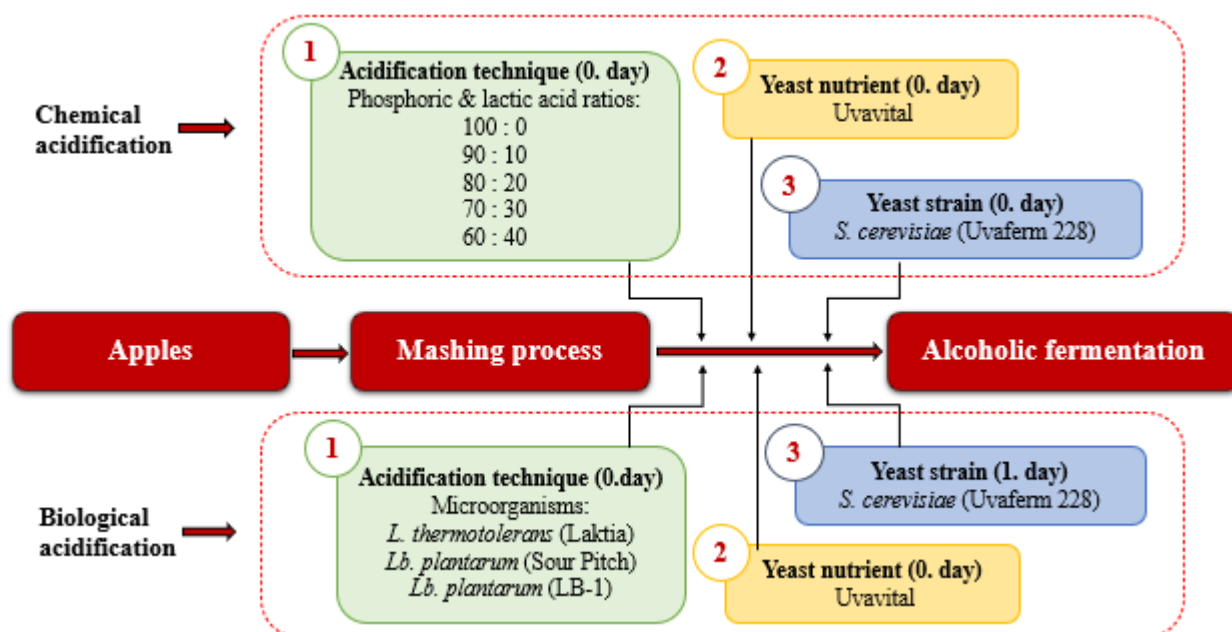 1
Acidification technique (0. day)
Phosphoric & lactic acid ratios:
100 : 0
90 : 10
80 : 20
70 : 30
60 : 40
2
Yeast nutrient (0. day)
Uvavital
Chemical
acidification
3
Yeast strain (0. day)
S. cerevisiae (Uvaferm 228)
Apples
Mashing process
Alcoholic fermentation
1
Acidification technique (0.day)
Microorganisms:
L. thermotolerans (Laktia)
Lb. plantarum (Sour Pitch)
Lb. plantarum (LB-1)
3
Yeast strain (1. day)
S. cerevisiae (Uvaferm 228)
Biological
acidification
2
Yeast nutrient (0. day)
Uvavital